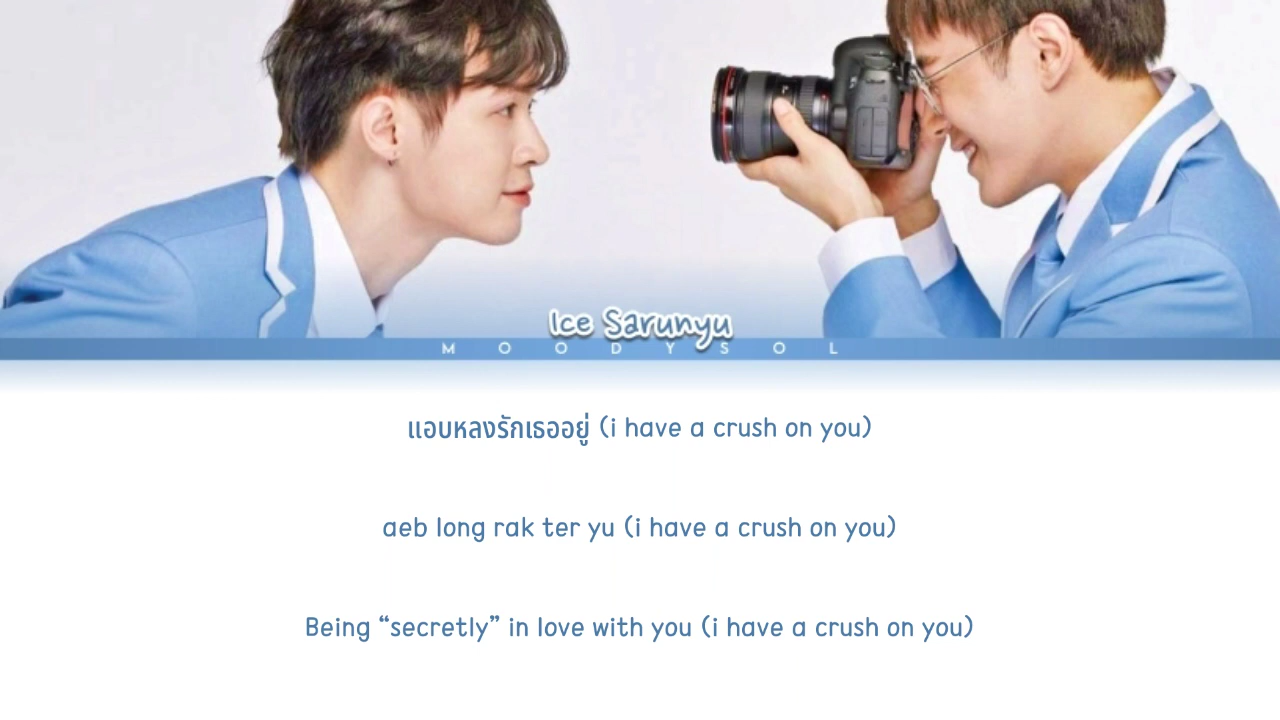 Ice Sarunyu
MOODYSOL
แอบหลงรักเธออยู่ (i have a crush on you)
aeb long rak ter yu (i have a crush on you)
Being “secretly” in love with you (i have a crush on you)